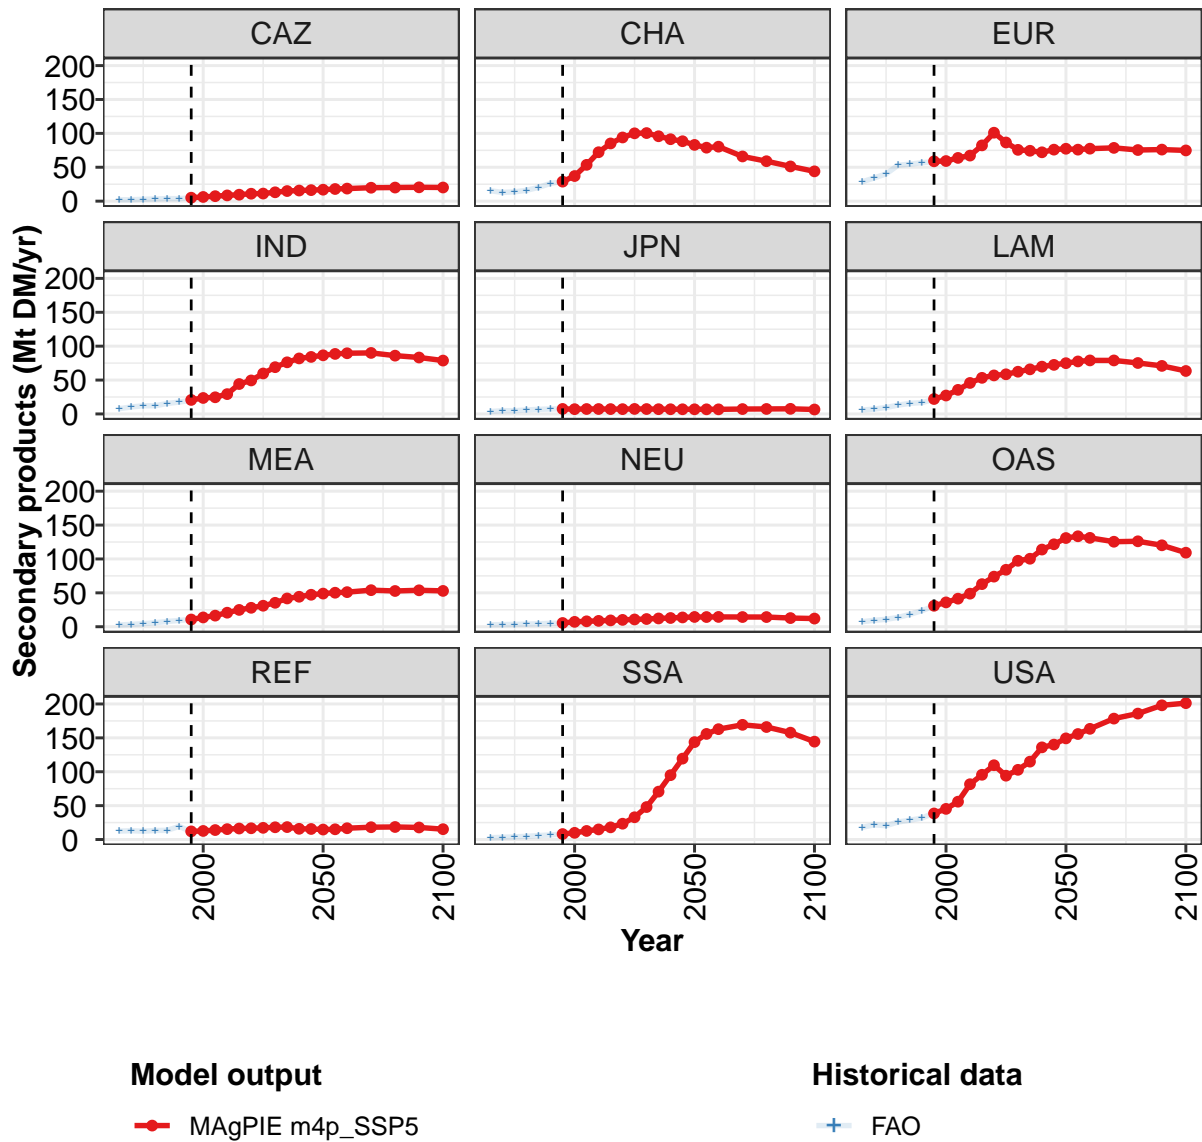 CAZ CHA EUR
200
150
100
50
0
IND JPN LAM
200
150
100
50
0
MEA NEU OAS
200
150
100
50
0
REF SSA USA
200
150
100
50
0
Secondary products (Mt DM/yr)
2000 2050 2100 2000 2050 2100 2000 2050 2100
Year
Model output Historical data
MAgPIE m4p_SSP5 FAO